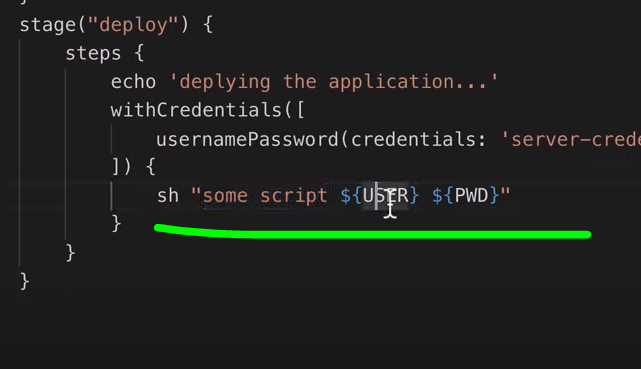 stage("deploy") {
steps {
echo 'deplying the application...'
withCredentials([
usernamePassword(credentials: 'server-crede
]) {
sh "some script ${USER} ${PWD}"
}
}
}